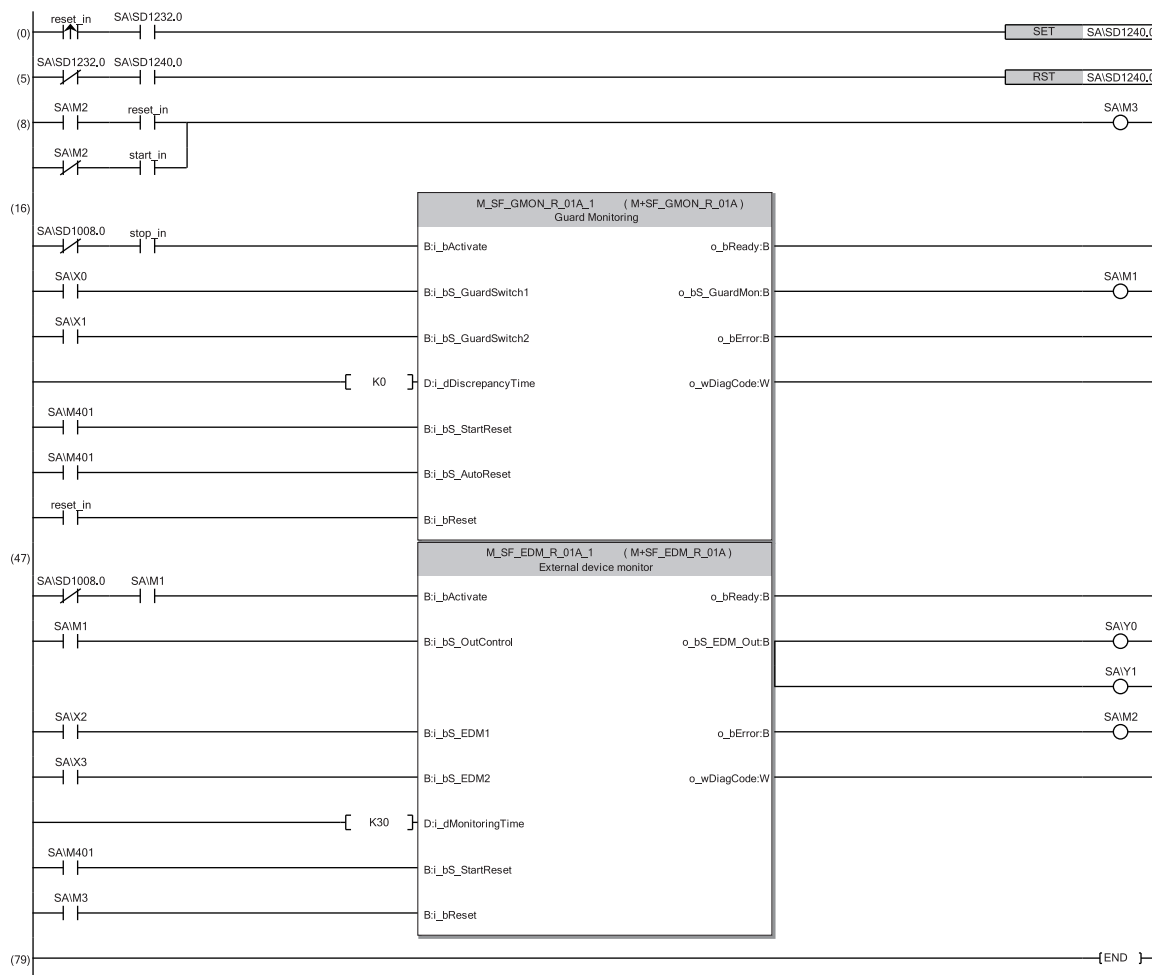 reset_in SA\SD1232.0
(0) SET SA\SD1240.0
SA\SD1232.0 SA\SD1240.0
(5) RST SA\SD1240.0
SA\M2 reset_in SA\M3
(8)
SA\M2 start_in
(16) M_SF_GMON_R_01A_1 ( M+SF_GMON_R_01A )
Guard Monitoring
SA\SD1008.0 stop_in
B:i_bActivate o_bReady:B
SA\X0 SA\M1
B:i_bS_GuardSwitch1 o_bS_GuardMon:B
SA\X1
B:i_bS_GuardSwitch2 o_bError:B
K0 D:i_dDiscrepancyTime o_wDiagCode:W
SA\M401
B:i_bS_StartReset
SA\M401
B:i_bS_AutoReset
reset_in
B:i_bReset
(47) M_SF_EDM_R_01A_1 ( M+SF_EDM_R_01A )
External device monitor
SA\SD1008.0 SA\M1
B:i_bActivate o_bReady:B
SA\M1 SA\Y0
B:i_bS_OutControl o_bS_EDM_Out:B
SA\Y1
SA\X2 SA\M2
B:i_bS_EDM1 o_bError:B
SA\X3
B:i_bS_EDM2 o_wDiagCode:W
K30 D:i_dMonitoringTime
SA\M401
B:i_bS_StartReset
SA\M3
B:i_bReset
(79) END